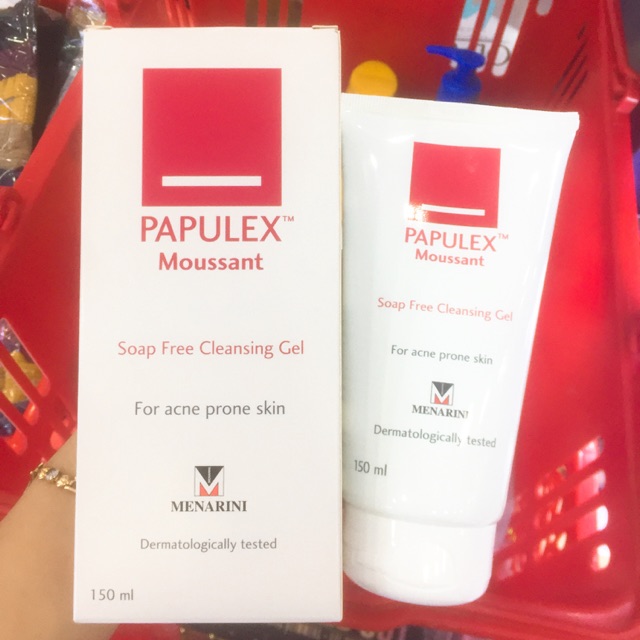 PAPULEX™
Moussant
Soap Free Cleansing Gel
For acne prone skin
MENARINI
Dermatologically tested
150 ml
PAPULEX™
Moussant
Soap Free Cleansing Gel
For acne prone skin
MENARINI
Dermatologically tested
150 ml